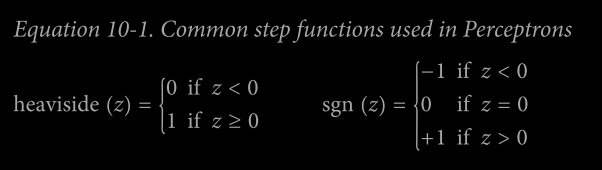 Equation 10-1. Common step functions used in Perceptrons
heaviside (z) = {0 if z < 0
1 if z ≥ 0
sgn (z) = {−1 if z < 0
0 if z = 0
+1 if z > 0